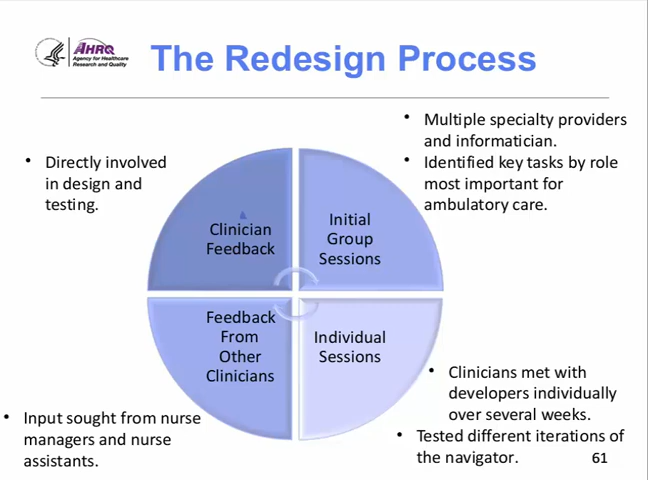 AHRQ
Agency for Healthcare
Research and Quality
The Redesign Process
• Multiple specialty providers
and informatician.
• Identified key tasks by role
most important for
ambulatory care.
• Directly involved
in design and
testing.
Clinician
Feedback
Initial
Group
Sessions
Feedback
From
Other
Clinicians
Individual
Sessions
• Clinicians met with
developers individually
over several weeks.
• Tested different iterations of
the navigator.
• Input sought from nurse
managers and nurse
assistants.
61